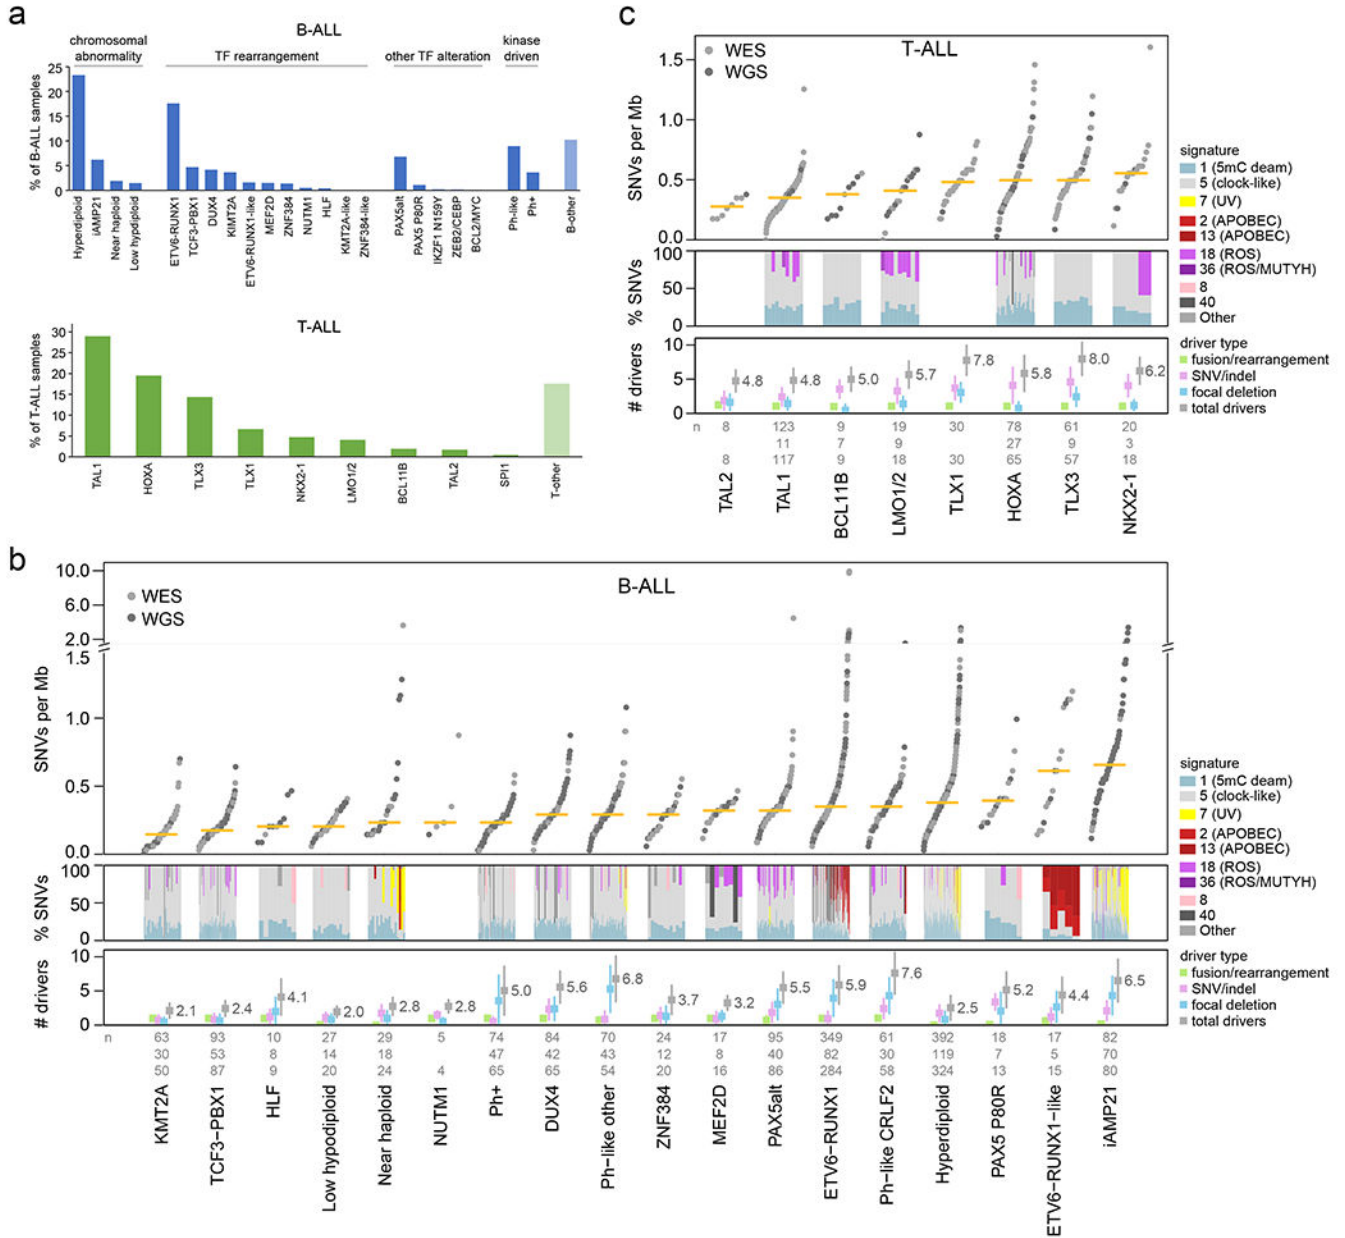 a
B-ALL
chromosomal
abnormality
TF rearrangement
other TF alteration
kinase
driven
% of B-ALL samples
25
20
15
10
5
0
Hyperdiploid
iAMP21
Near haploid
Low hypdiploid
ETV6-RUNX1
TCF3-PBX1
DUX4
KIMT2A
ETV6-RUNX1-like
MEF2D
ZNF384
NUTM1
HLF
KMT2A-like
ZNF384-like
PAX5alt
PAX5 P80R
IKZF1 N159Y
ZEB2/CEBP
BCL2/MYC
Ph-like
Ph+
B-other
T-ALL
% of T-ALL samples
30
25
20
15
10
5
0
TAL1
HOXA
TLX3
TLX1
NKX2-1
LMO1/2
BCL11B
TAL2
SPI1
T-other
c
T-ALL
WES
WGS
SNVs per Mb
1.5
1.0
0.5
0.0
% SNVs
100
50
0
# drivers
10
5
0
4.8
4.8
5.0
5.7
7.8
5.8
8.0
6.2
n 8 123 9 19 30 78 61 20
11 7 9 27 9 3
8 117 9 18 30 65 57 18
TAL2
TAL1
BCL11B
LMO1/2
TLX1
HOXA
TLX3
NKX2-1
signature
1 (5mC deam)
5 (clock-like)
7 (UV)
2 (APOBEC)
13 (APOBEC)
18 (ROS)
36 (ROS/MUTYH)
8
40
Other
driver type
fusion/rearrangement
SNV/indel
focal deletion
total drivers
b
B-ALL
WES
WGS
SNVs per Mb
10.0
6.0
2.0
1.5
1.0
0.5
0.0
% SNVs
100
50
0
# drivers
10
5
0
2.1
2.4
4.1
2.0
2.8
2.8
5.0
5.6
6.8
3.7
3.2
5.5
5.9
7.6
2.5
5.2
4.4
6.5
n 63 93 10 27 29 5 74 84 70 24 17 95 349 61 392 18 17 82
30 53 8 14 18 47 42 43 12 8 40 82 30 119 7 5 70
50 87 9 20 24 4 65 65 54 20 16 86 284 58 324 13 15 80
KMT2A
TCF3−PBX1
HLF
Low hypodiploid
Near haploid
NUTM1
Ph+
DUX4
Ph−like other
ZNF384
MEF2D
PAX5alt
ETV6−RUNX1
Ph−like CRLF2
Hyperdiploid
PAX5 P80R
ETV6−RUNX1−like
iAMP21
signature
1 (5mC deam)
5 (clock-like)
7 (UV)
2 (APOBEC)
13 (APOBEC)
18 (ROS)
36 (ROS/MUTYH)
8
40
Other
driver type
fusion/rearrangement
SNV/indel
focal deletion
total drivers